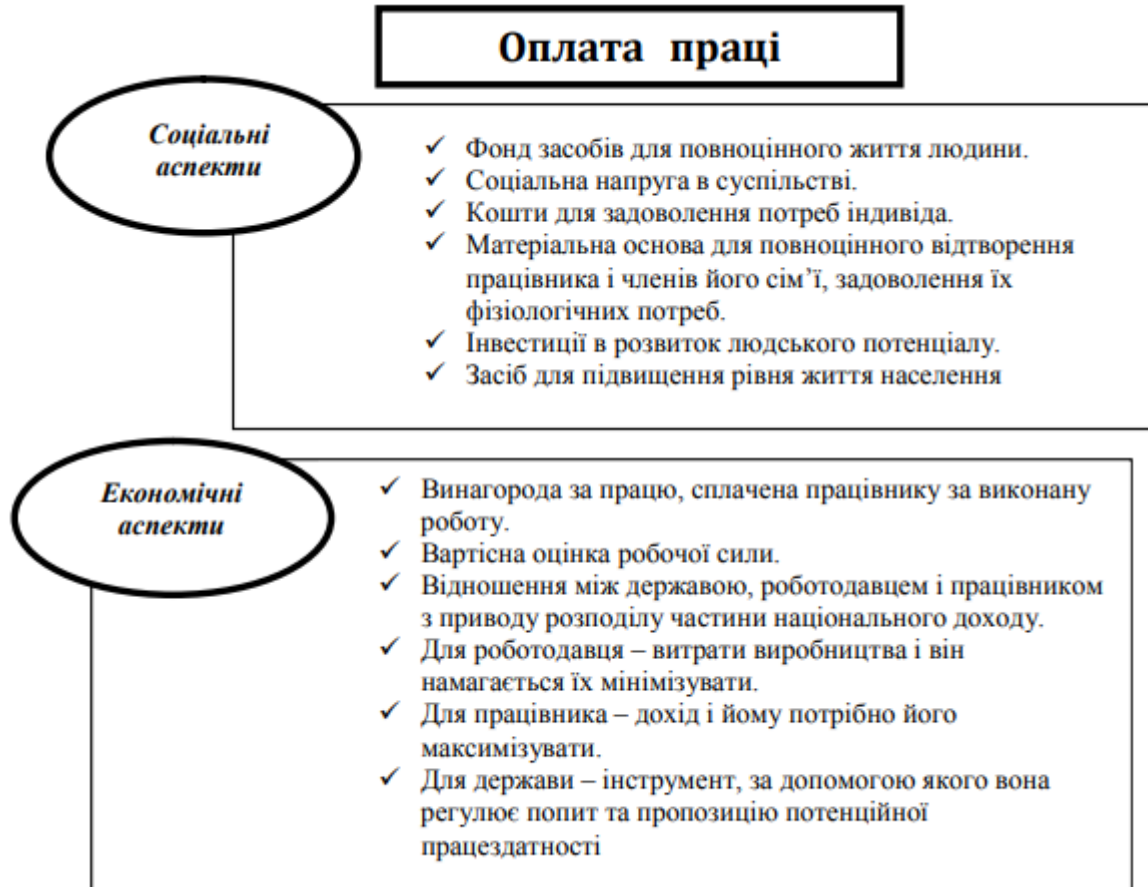 Оплата праці
Соціальні
аспекти
✓ Фонд засобів для повноцінного життя людини.
✓ Соціальна напруга в суспільстві.
✓ Кошти для задоволення потреб індивіда.
✓ Матеріальна основа для повноцінного відтворення
працівника і членів його сім’ї, задоволення їх
фізіологічних потреб.
✓ Інвестиції в розвиток людського потенціалу.
✓ Засіб для підвищення рівня життя населення
Економічні
аспекти
✓ Винагорода за працю, сплачена працівнику за виконану
роботу.
✓ Вартісна оцінка робочої сили.
✓ Відношення між державою, роботодавцем і працівником
з приводу розподілу частини національного доходу.
✓ Для роботодавця – витрати виробництва і він
намагається їх мінімізувати.
✓ Для працівника – дохід і йому потрібно його
максимізувати.
✓ Для держави – інструмент, за допомогою якого вона
регулює попит та пропозицію потенційної
працездатності